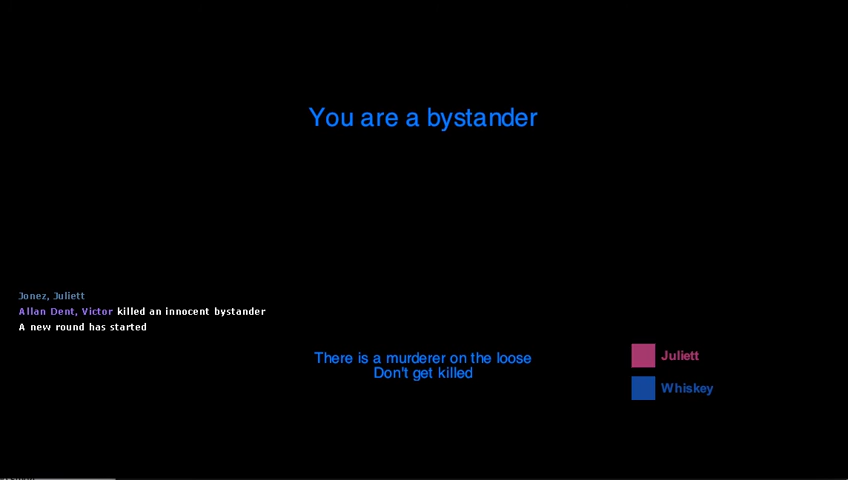 You are a bystander
Jonez, Juliett
Allan Dent, Victor killed an innocent bystander
A new round has started
There is a murderer on the loose
Don't get killed
Juliett
Whiskey